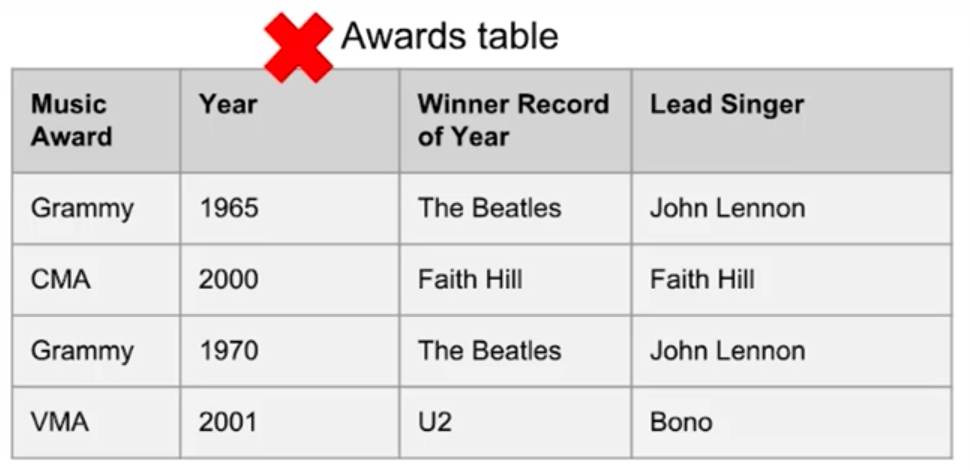 Awards table
Music Award Year Winner Record of Year Lead Singer
Grammy 1965 The Beatles John Lennon
CMA 2000 Faith Hill Faith Hill
Grammy 1970 The Beatles John Lennon
VMA 2001 U2 Bono